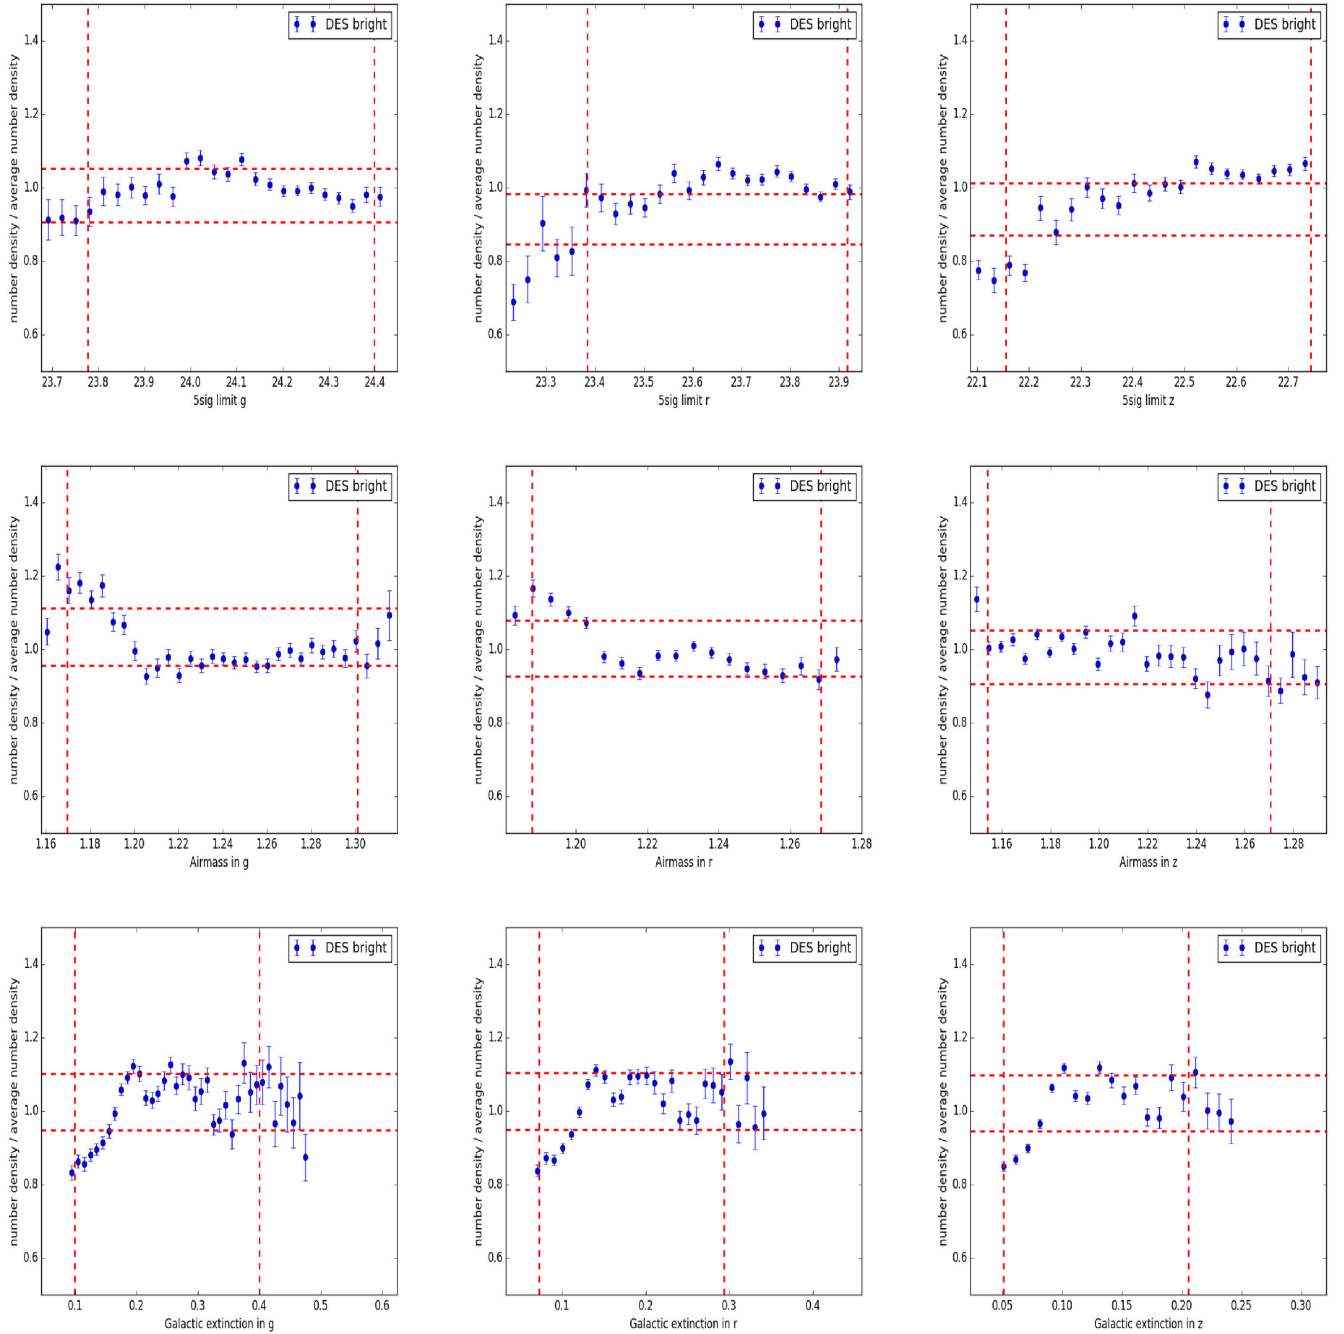 DES bright
number density / average number density
1.4
1.2
1.0
0.8
0.6
23.7 23.8 23.9 24.0 24.1 24.2 24.3 24.4
5sig limit g
DES bright
number density / average number density
1.4
1.2
1.0
0.8
0.6
23.3 23.4 23.5 23.6 23.7 23.8 23.9
5sig limit r
DES bright
number density / average number density
1.4
1.2
1.0
0.8
0.6
22.1 22.2 22.3 22.4 22.5 22.6 22.7
5sig limit z
DES bright
number density / average number density
1.4
1.2
1.0
0.8
0.6
1.16 1.18 1.20 1.22 1.24 1.26 1.28 1.30
Airmass in g
DES bright
number density / average number density
1.4
1.2
1.0
0.8
0.6
1.20 1.22 1.24 1.26 1.28
Airmass in r
DES bright
number density / average number density
1.4
1.2
1.0
0.8
0.6
1.16 1.18 1.20 1.22 1.24 1.26 1.28
Airmass in z
DES bright
number density / average number density
1.4
1.2
1.0
0.8
0.6
0.1 0.2 0.3 0.4 0.5 0.6
Galactic extinction in g
DES bright
number density / average number density
1.4
1.2
1.0
0.8
0.6
0.1 0.2 0.3 0.4
Galactic extinction in r
DES bright
number density / average number density
1.4
1.2
1.0
0.8
0.6
0.05 0.10 0.15 0.20 0.25 0.30
Galactic extinction in z